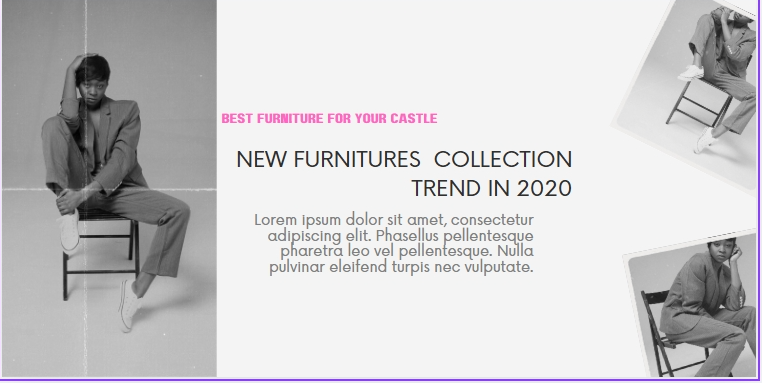 BEST FURNITURE FOR YOUR CASTLE
NEW FURNITURES  COLLECTION
TREND IN 2020
Lorem ipsum dolor sit amet, consectetur
adipiscing elit. Phasellus pellentesque
pharetra leo vel pellentesque. Nulla
pulvinar eleifend turpis nec vulputate.